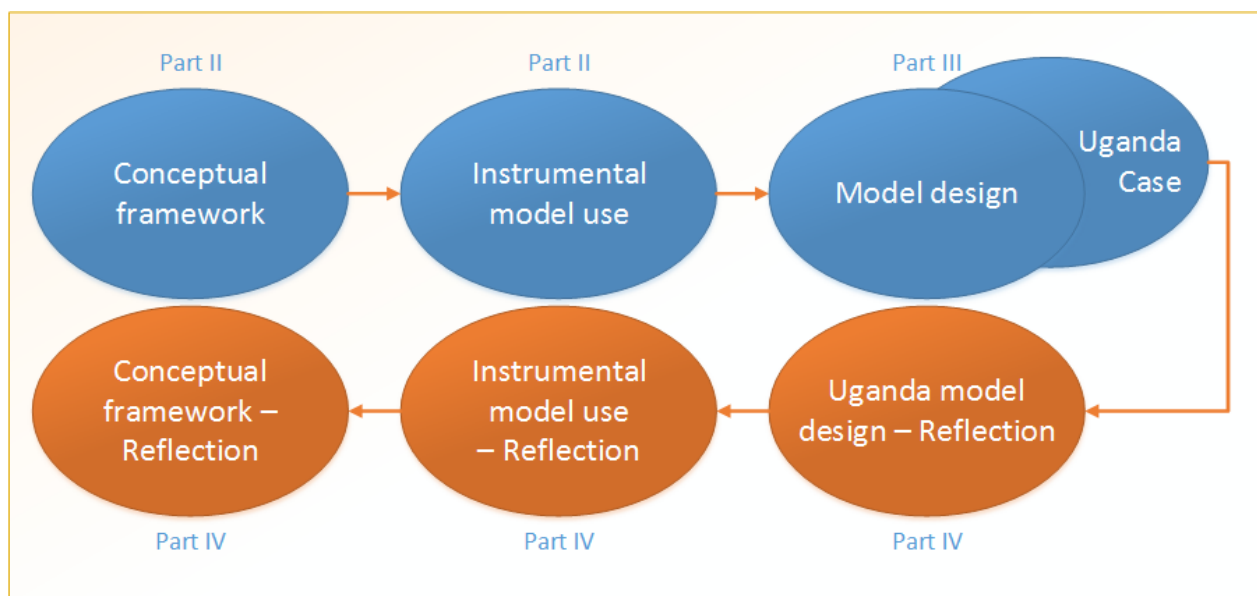 Part II
Part II
Part III
Conceptual
framework
Instrumental
model use
Model design
Uganda
Case
Conceptual
framework –
Reflection
Instrumental
model use
– Reflection
Uganda model
design – Reflection
Part IV
Part IV
Part IV